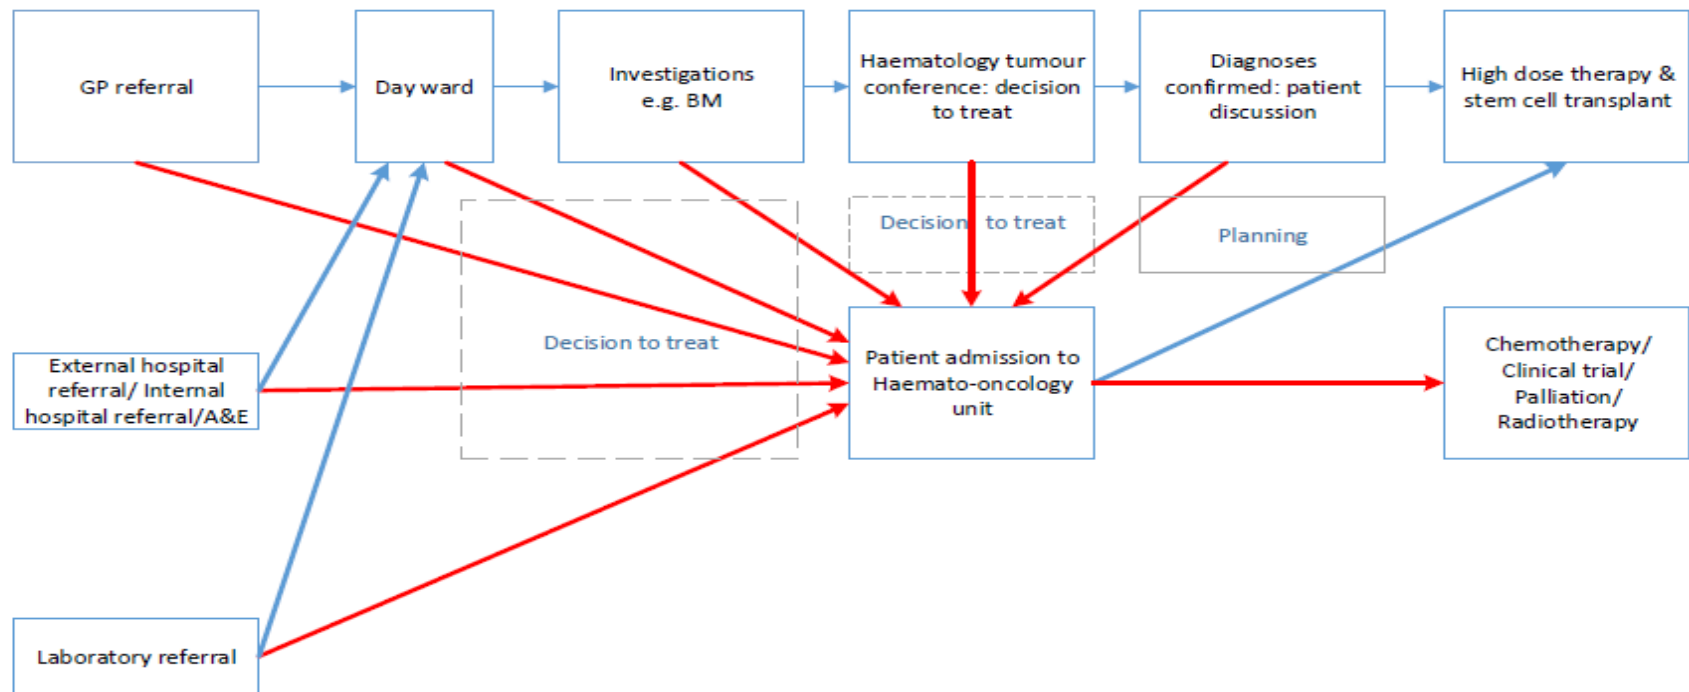 GP referral
Day ward
Investigations
e.g. BM
Haematology tumour
conference: decision
to treat
Diagnoses
confirmed: patient
discussion
High dose therapy &
stem cell transplant
Decision to treat
Planning
Decision to treat
External hospital
referral/ Internal
hospital referral/A&E
Patient admission to
Haemato-oncology
unit
Chemotherapy/
Clinical trial/
Palliation/
Radiotherapy
Laboratory referral